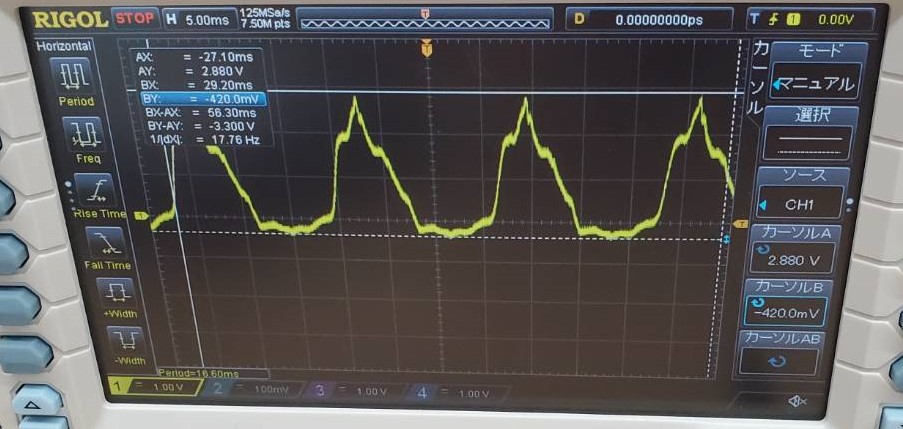 RIGOL STOP H 5.00ms 125MSa/s 7.50M pts D 0.00000000ps T 1 0.00V
Horizontal
Period
Freq
Rise Time
Fall Time
+Width
-Width
AX: = -27.10ms
AY: = 2.880 V
BX: = 29.20ms
BY: = -420.0mV
BX-AX: = 56.30ms
BY-AY: = -3.300 V
1/|dX|: = 17.76 Hz
T
1
T
Period=16.60ms
1 = 1.00 V 2 = 100mV 3 = 1.00 V 4 = 1.00 V
カーソル
モード
マニュアル
選択
ソース
CH1
カーソルA
2.880 V
カーソルB
-420.0mV
カーソルAB